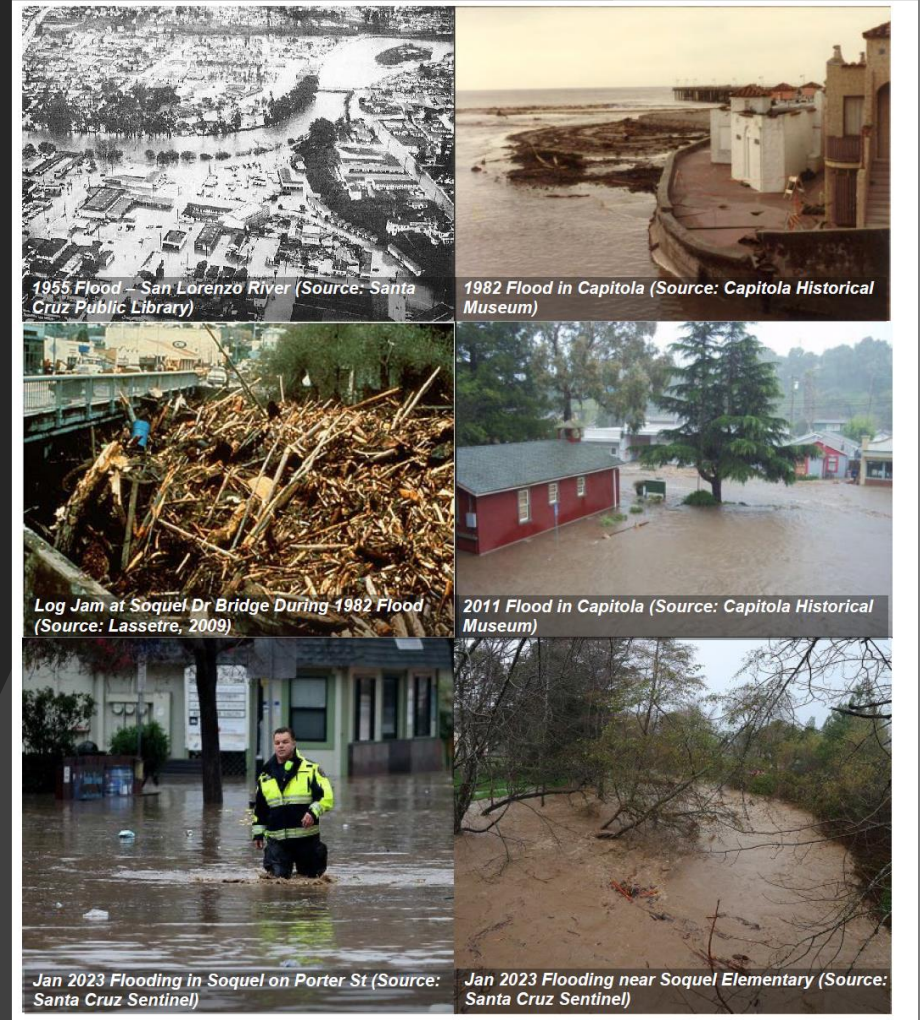 1955 Flood – San Lorenzo River (Source: Santa
Cruz Public Library)
1982 Flood in Capitola (Source: Capitola Historical
Museum)
Log Jam at Soquel Dr Bridge During 1982 Flood
(Source: Lassetre, 2009)
2011 Flood in Capitola (Source: Capitola Historical
Museum)
Jan 2023 Flooding in Soquel on Porter St (Source:
Santa Cruz Sentinel)
Jan 2023 Flooding near Soquel Elementary (Source:
Santa Cruz Sentinel)